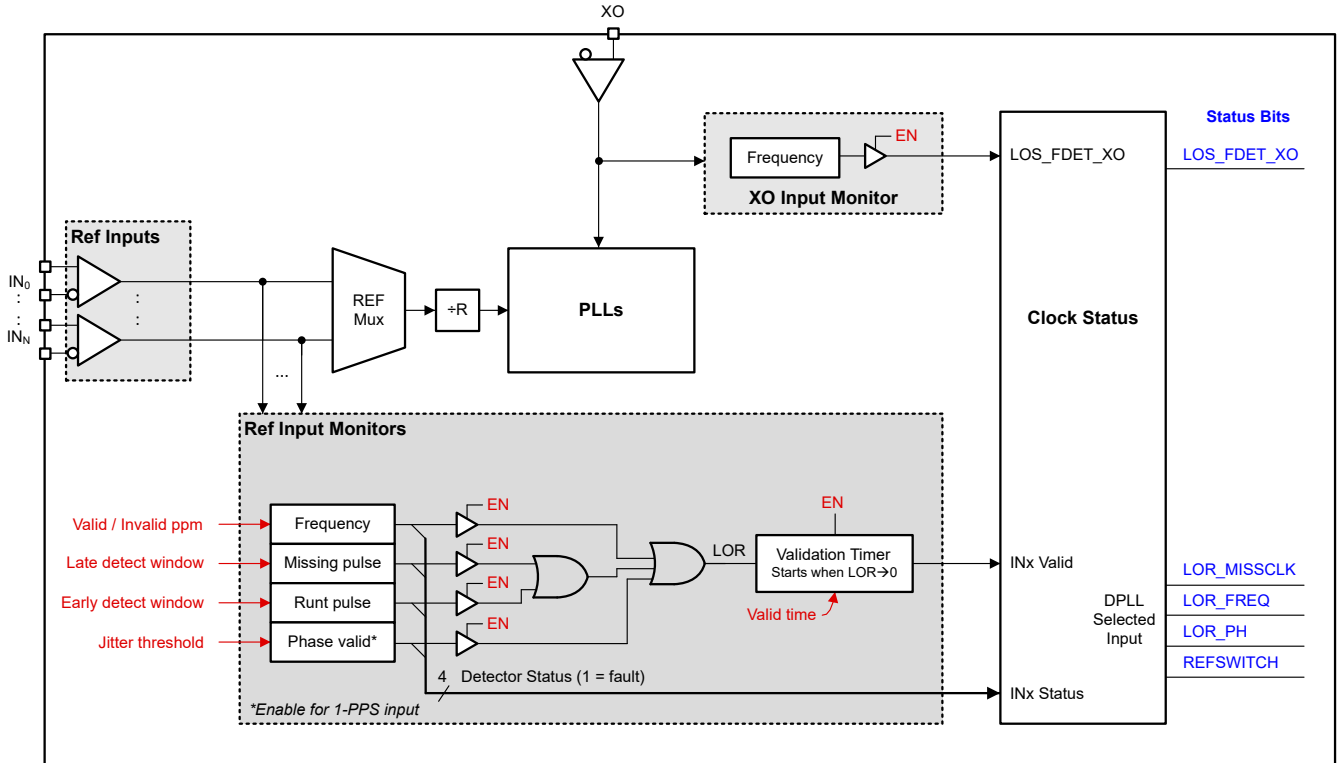 XO
Status Bits
EN
Frequency
LOS_FDET_XO
LOS_FDET_XO
XO Input Monitor
Ref Inputs
IN0
:
:
INN
:
:
REF
Mux
÷R
PLLs
Clock Status
...
Ref Input Monitors
Valid / Invalid ppm
Frequency
EN
Late detect window
Missing pulse
EN
Early detect window
Runt pulse
EN
Jitter threshold
Phase valid*
EN
LOR
EN
Validation Timer
Starts when LOR→0
Valid time
INx Valid
DPLL
Selected
Input
LOR_MISSCLK
LOR_FREQ
LOR_PH
REFSWITCH
4 Detector Status (1 = fault)
INx Status
*Enable for 1-PPS input